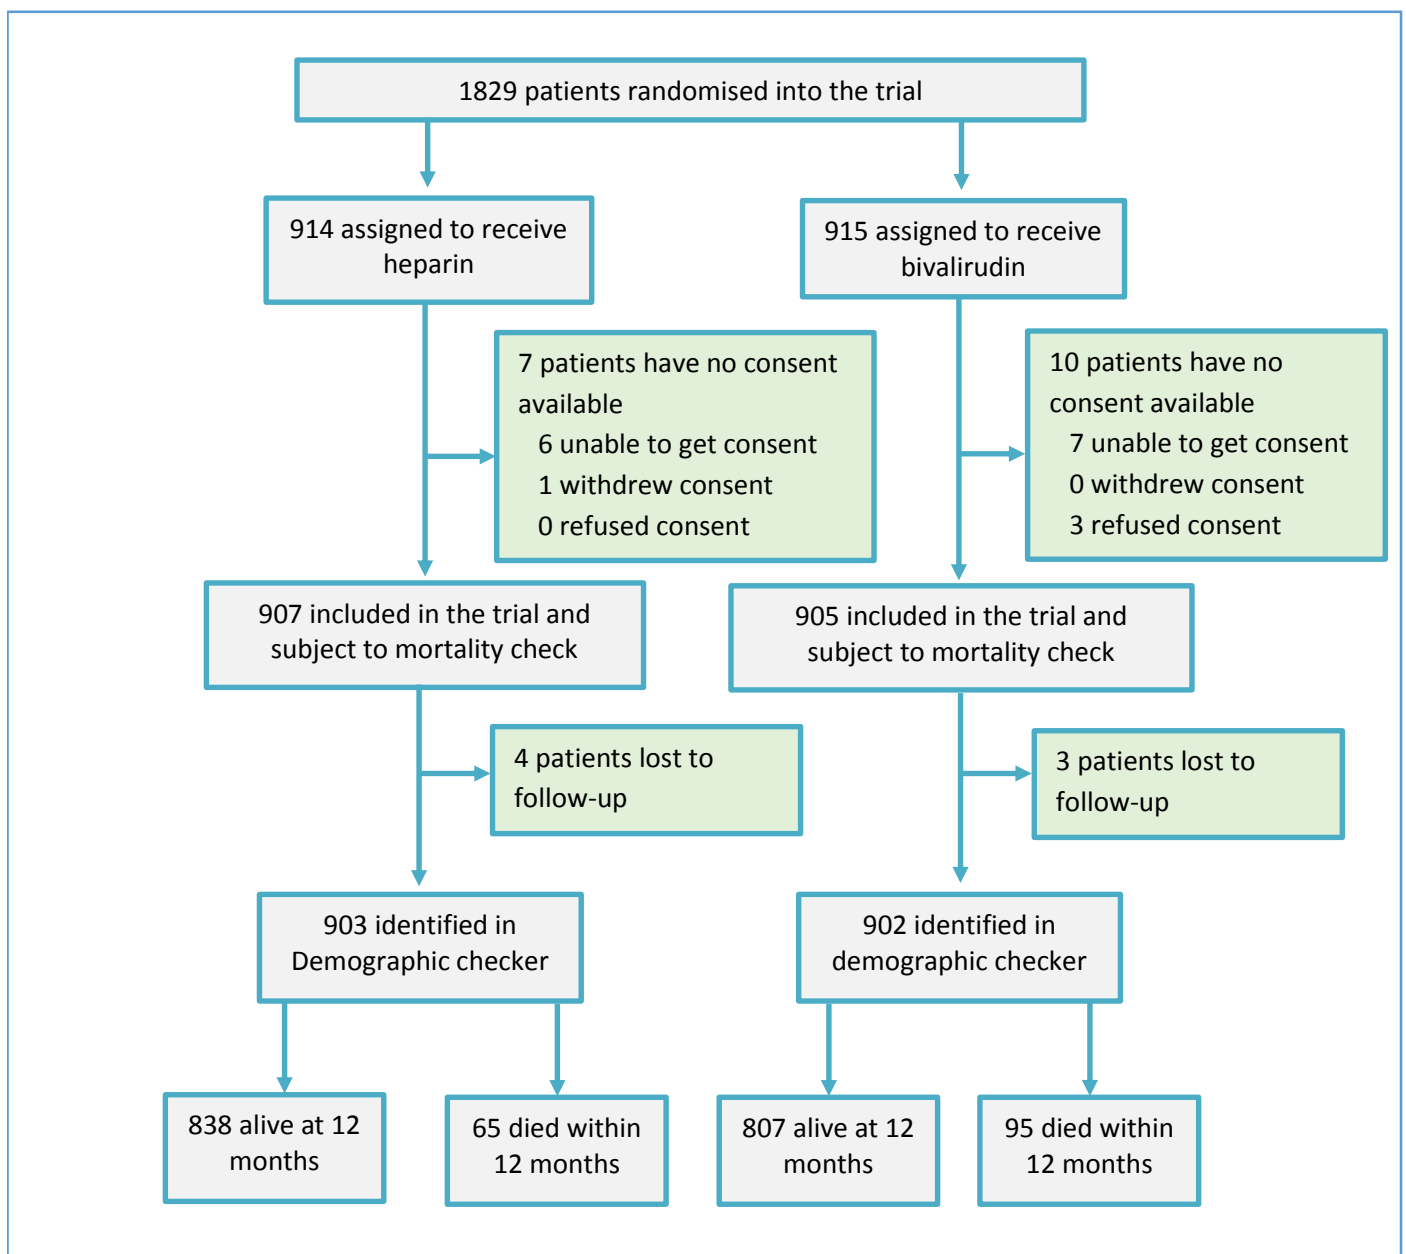 1829 patients randomised into the trial
914 assigned to receive
heparin
915 assigned to receive
bivalirudin
7 patients have no consent
available
6 unable to get consent
1 withdrew consent
0 refused consent
10 patients have no
consent available
7 unable to get consent
0 withdrew consent
3 refused consent
907 included in the trial and
subject to mortality check
905 included in the trial and
subject to mortality check
4 patients lost to
follow-up
3 patients lost to
follow-up
903 identified in
Demographic checker
902 identified in
demographic checker
838 alive at 12
months
65 died within
12 months
807 alive at 12
months
95 died within
12 months